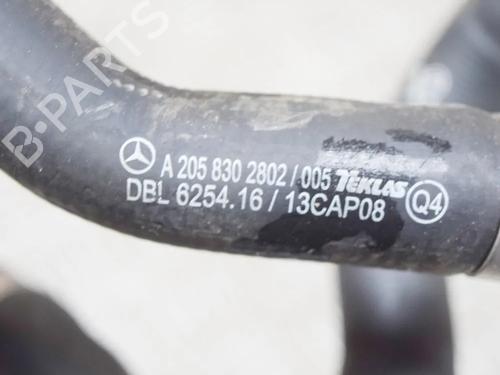 B-PARTS
A 205 830 2802/005 TEKLAS Q4
DBL 6254.16 / 13CAP08